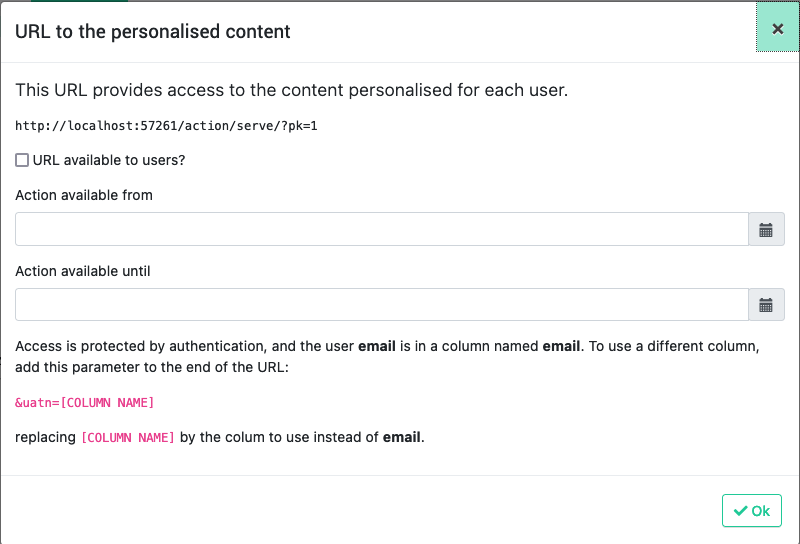 URL to the personalised content
This URL provides access to the content personalised for each user.
http://localhost:57261/action/serve/?pk=1
URL available to users?
Action available from
Action available until
Access is protected by authentication, and the user email is in a column named email. To use a different column,
add this parameter to the end of the URL:
&uatn=[COLUMN NAME]
replacing [COLUMN NAME] by the colum to use instead of email.
Ok